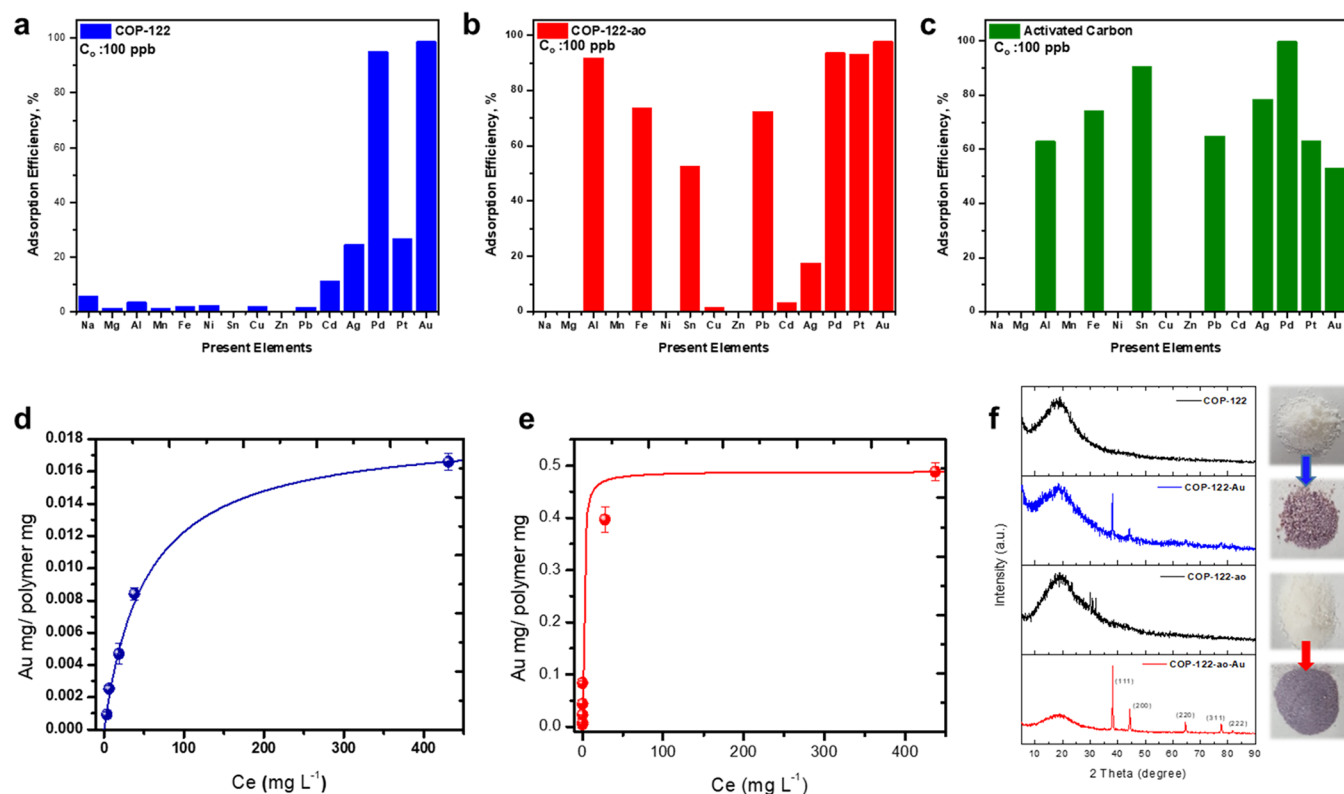 a
COP-122
C₀ :100 ppb
Adsorption Efficiency, %
100
80
60
40
20
0
Na Mg Al Mn Fe Ni Sn Cu Zn Pb Cd Ag Pd Pt Au
Present Elements
b
COP-122-ao
C₀ :100 ppb
Adsorption Efficiency, %
100
80
60
40
20
0
Na Mg Al Mn Fe Ni Sn Cu Zn Pb Cd Ag Pd Pt Au
Present Elements
c
Activated Carbon
C₀ :100 ppb
Adsorption Efficiency, %
100
80
60
40
20
0
Na Mg Al Mn Fe Ni Sn Cu Zn Pb Cd Ag Pd Pt Au
Present Elements
d
Au mg/ polymer mg
0.018
0.016
0.014
0.012
0.010
0.008
0.006
0.004
0.002
0.000
0 100 200 300 400
Ce (mg L⁻¹)
e
Au mg/ polymer mg
0.5
0.4
0.3
0.2
0.1
0.0
0 100 200 300 400
Ce (mg L⁻¹)
f
Intensity (a.u.)
COP-122
COP-122-Au
COP-122-ao
COP-122-ao-Au
(111)
(200)
(220)
(311)
(222)
10 20 30 40 50 60 70 80 90
2 Theta (degree)